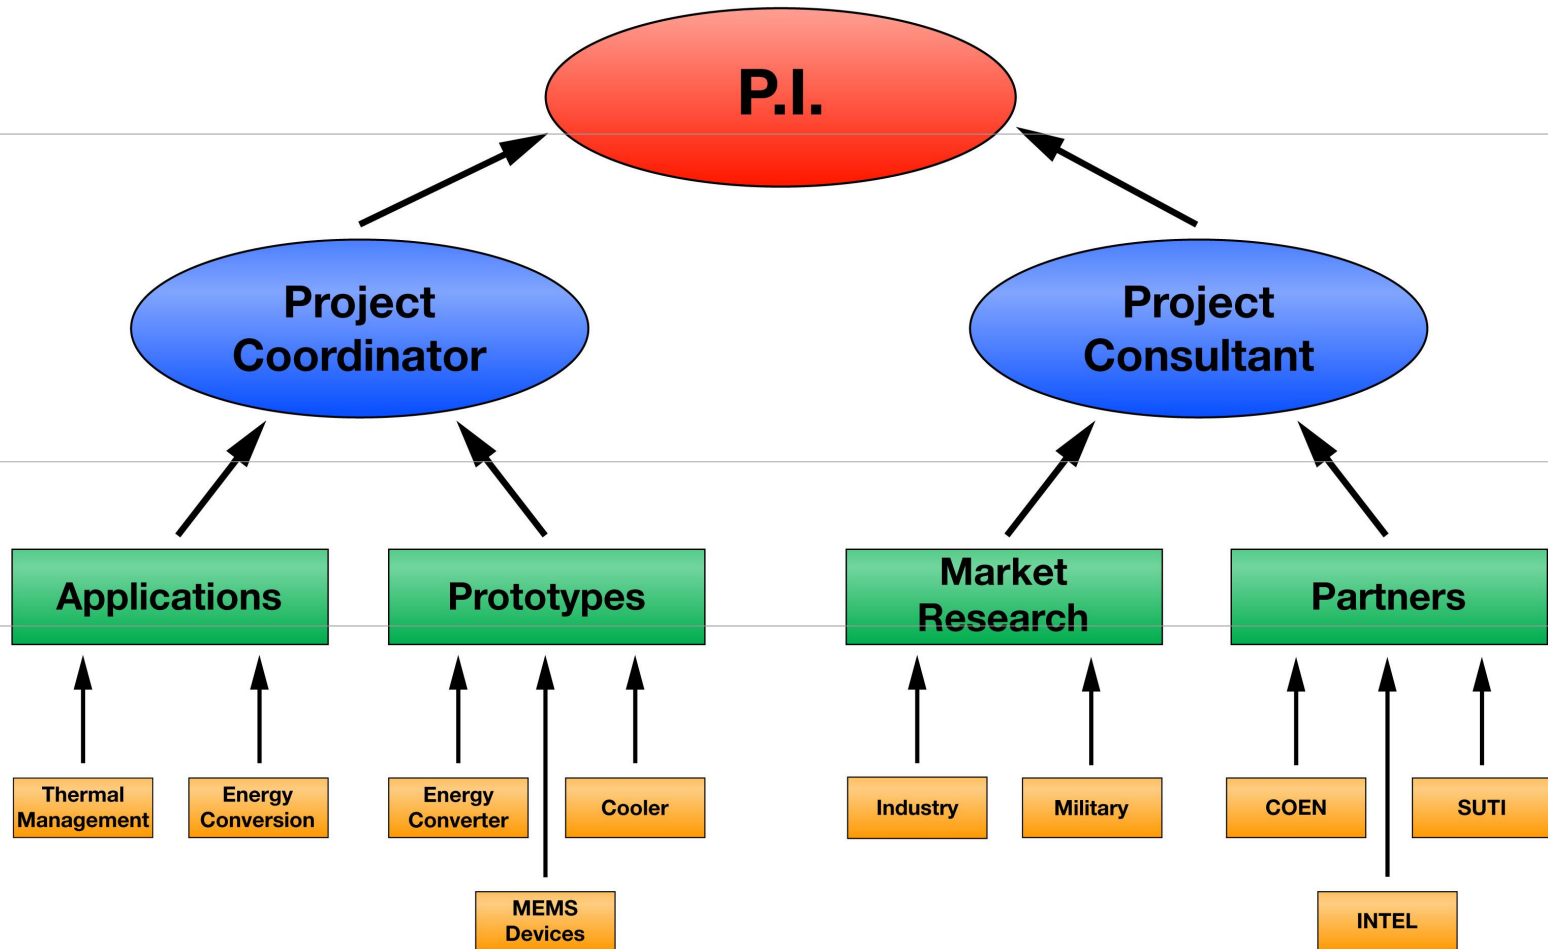 P.I.
Project
Coordinator
Project
Consultant
Applications
Prototypes
Market
Research
Partners
Thermal
Management
Energy
Conversion
Energy
Converter
Cooler
Industry
Military
COEN
SUTI
MEMS
Devices
INTEL